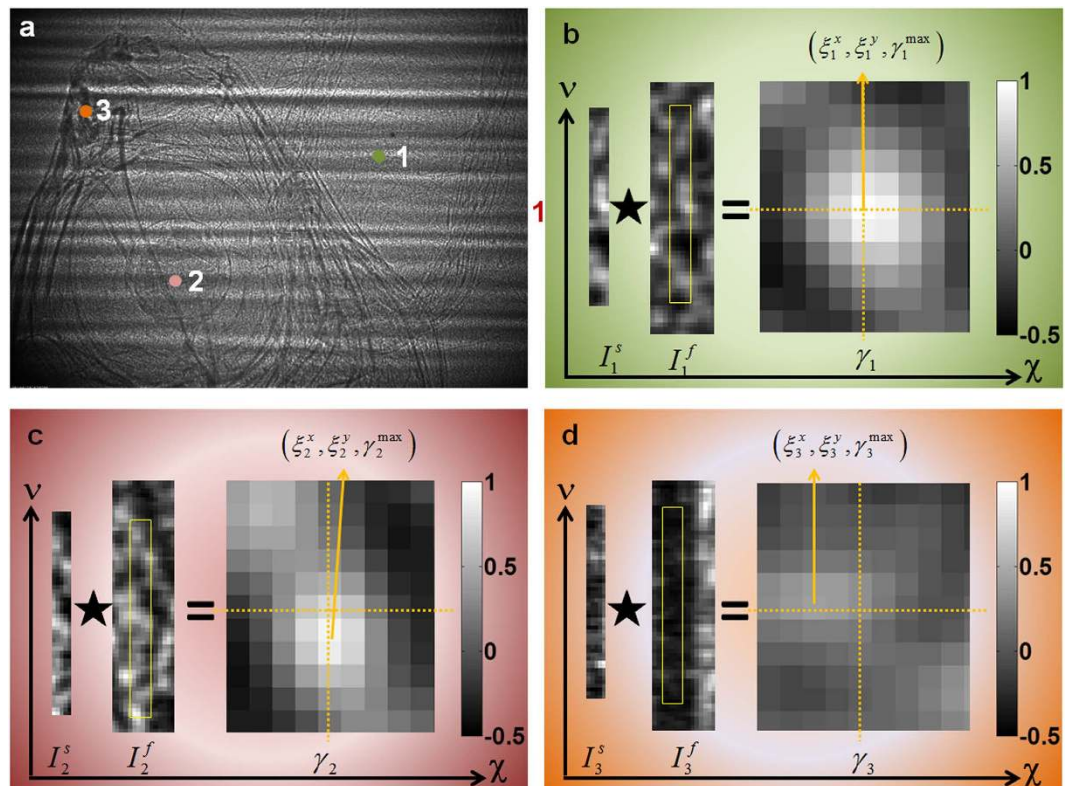 a
3
1
2
b
(ξ₁ˣ, ξ₁ʸ, γ₁ᵐᵃˣ)
ν
1
★
=
1
0.5
0
-0.5
I₁ˢ
I₁ᶠ
γ₁
χ
c
(ξ₂ˣ, ξ₂ʸ, γ₂ᵐᵃˣ)
ν
★
=
1
0.5
0
-0.5
I₂ˢ
I₂ᶠ
γ₂
χ
d
(ξ₃ˣ, ξ₃ʸ, γ₃ᵐᵃˣ)
ν
★
=
1
0.5
0
-0.5
I₃ˢ
I₃ᶠ
γ₃
χ